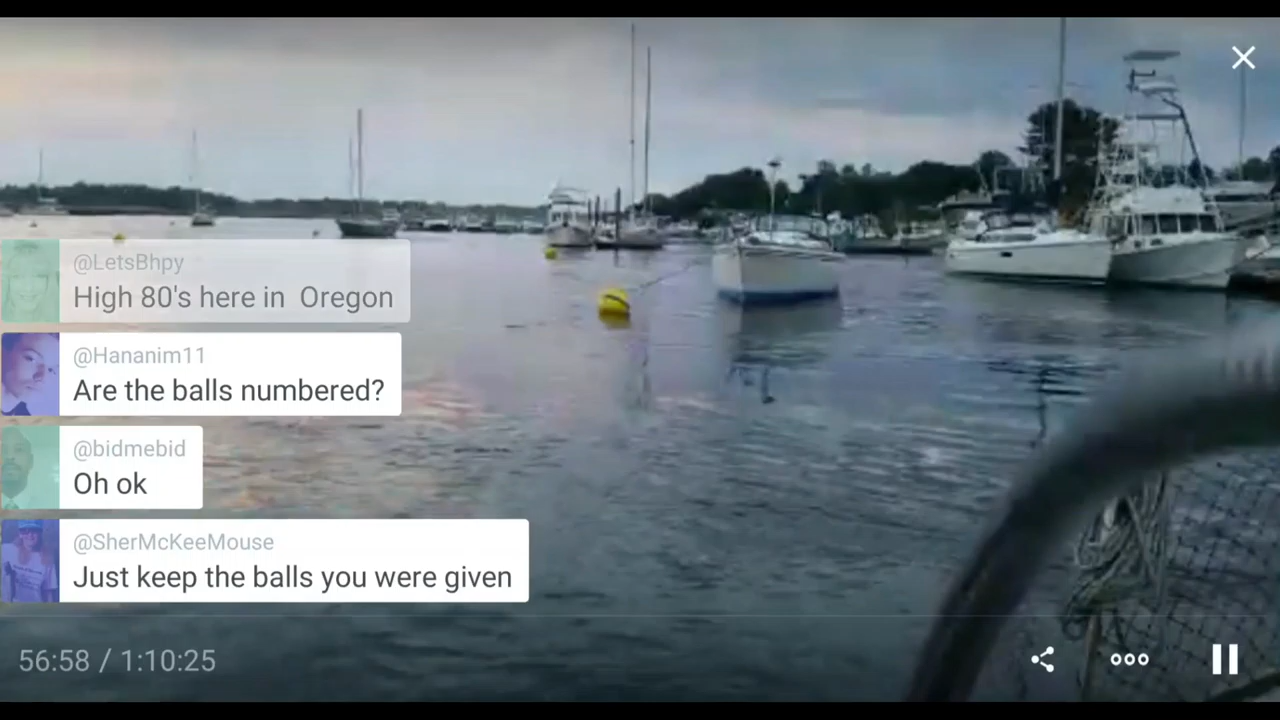 @LetsBhpy
High 80's here in  Oregon
@Hananim11
Are the balls numbered?
@bidmebid
Oh ok
@SherMcKeeMouse
Just keep the balls you were given
56:58 / 1:10:25